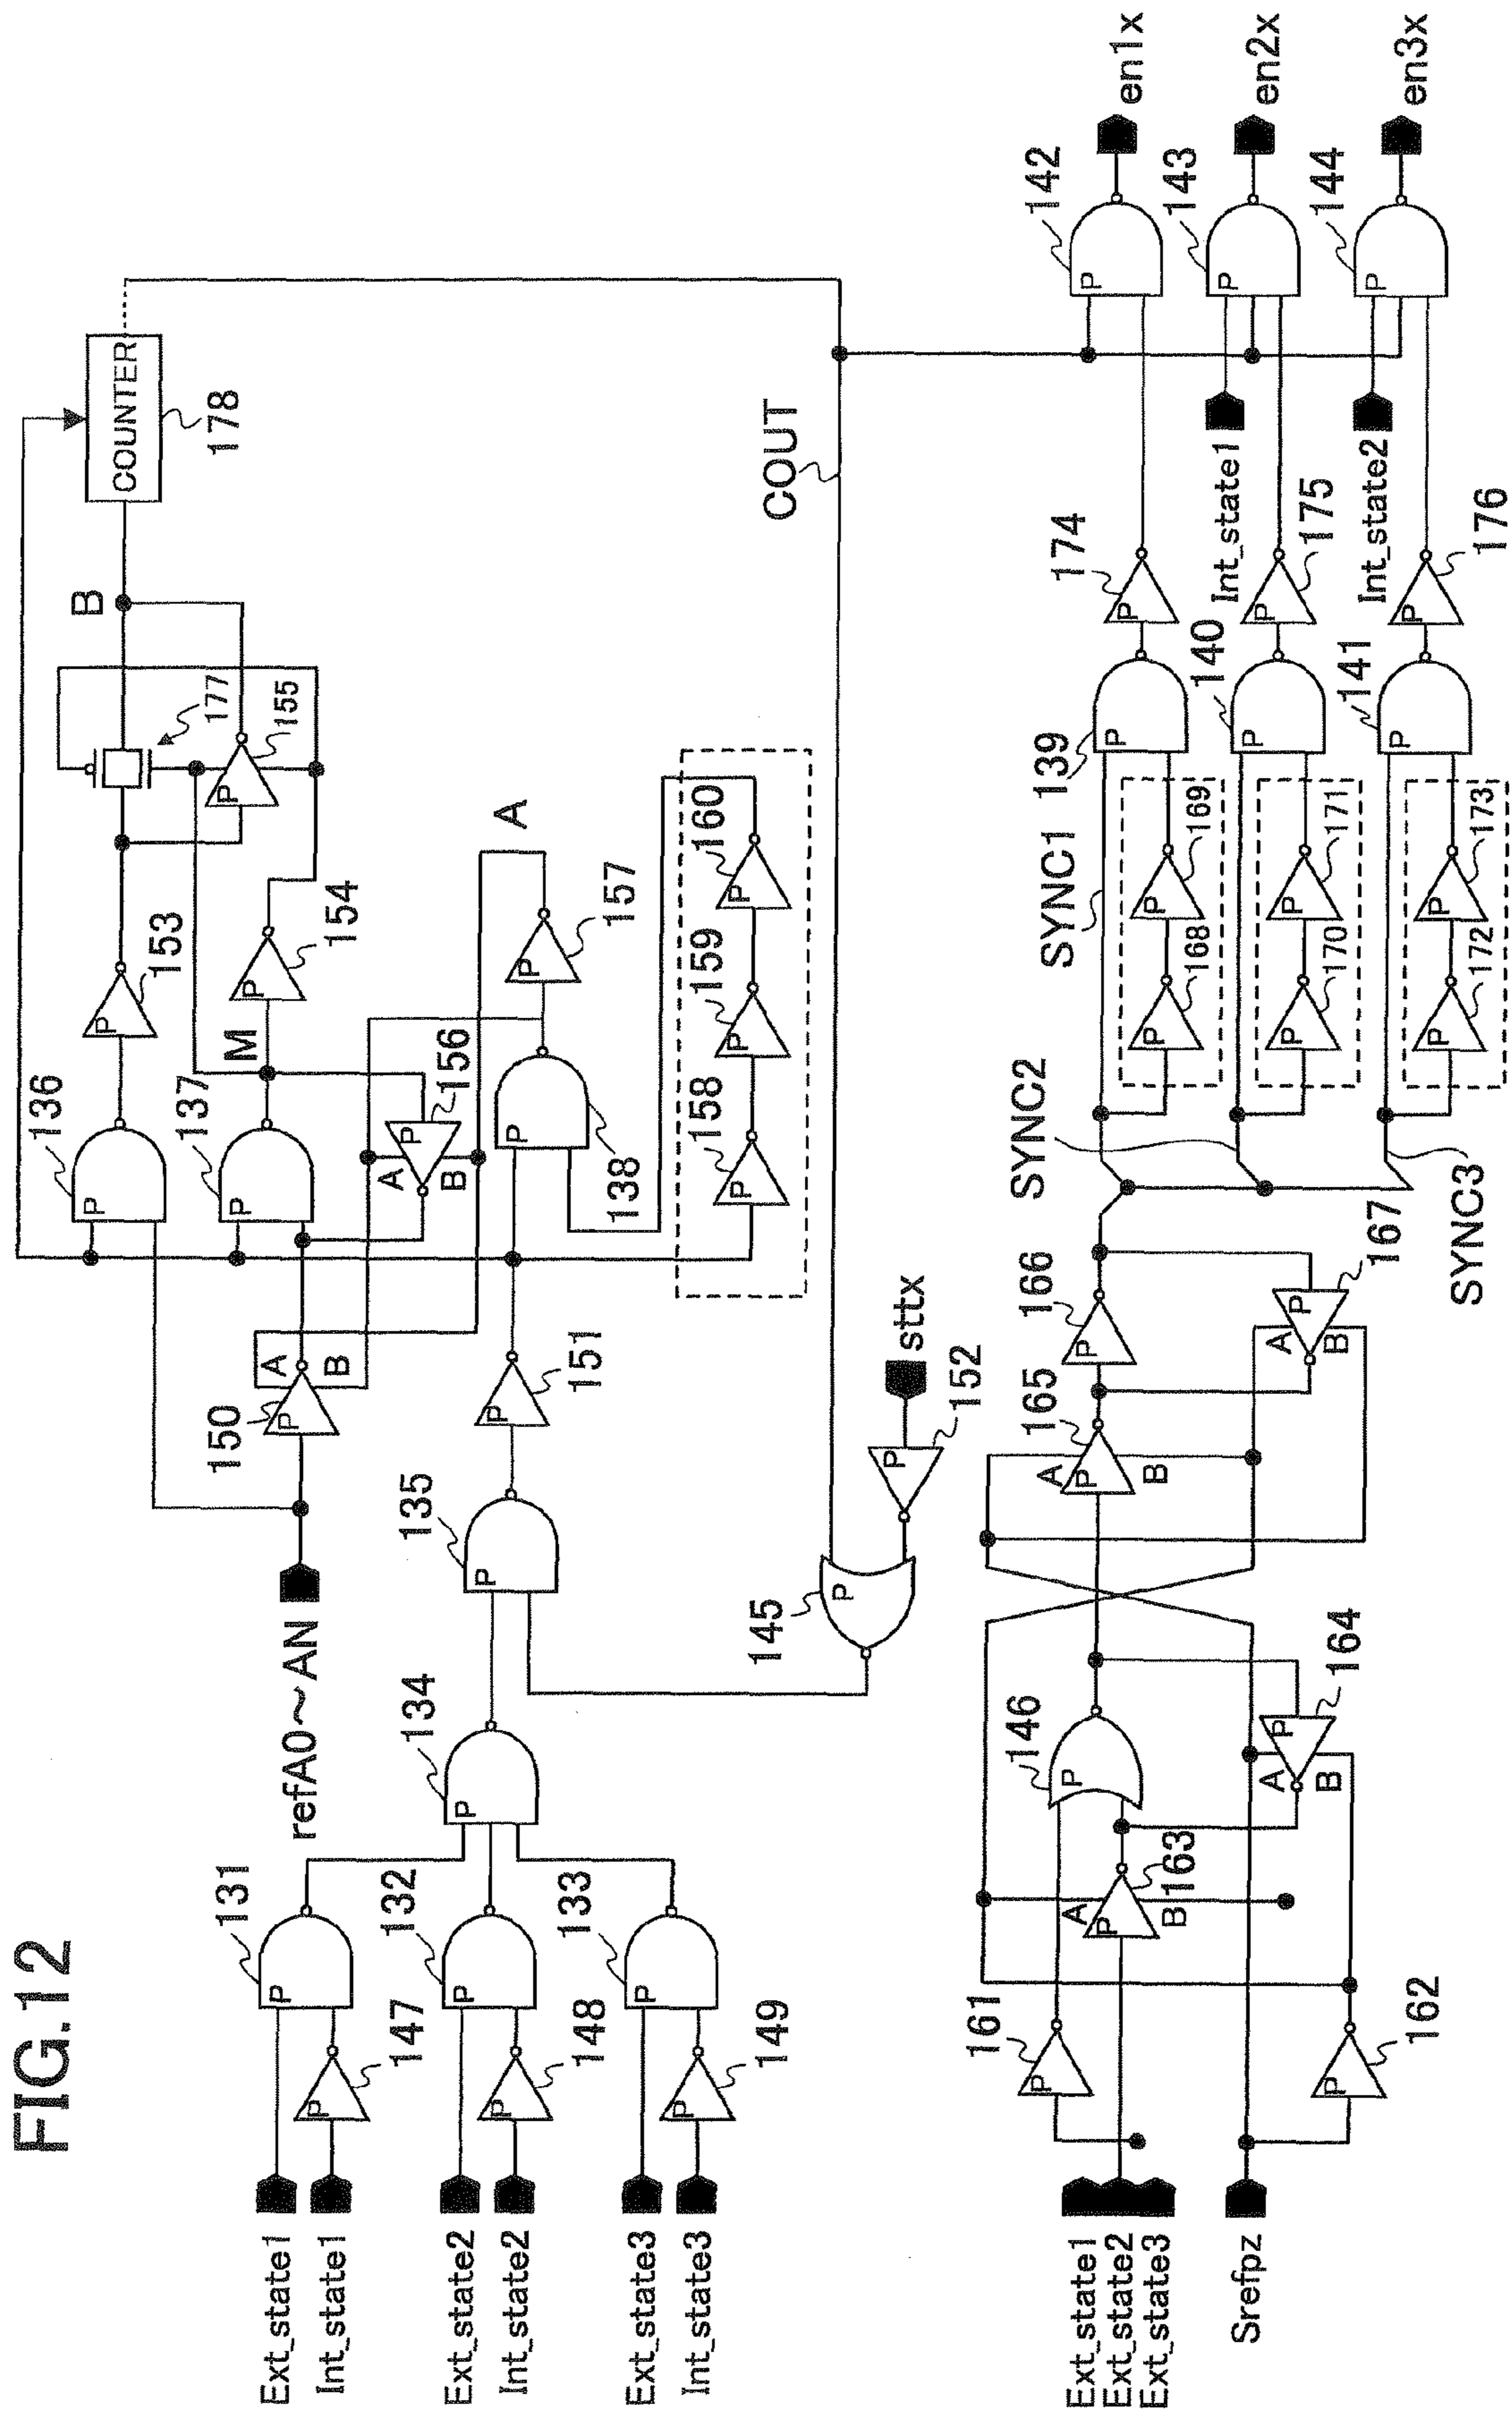 FIG.12
Ext_state1
Int_state1
Ext_state2
Int_state2
Ext_state3
Int_state3
P
131
P
147
P
132
P
148
P
133
P
149
P
134
refA0~AN
P
135
P
145
P
150
A
B
P
151
P
152
sttx
P
136
P
137
M
P
153
P
154
P
155
177
B
COUNTER
178
P
156
A
B
P
138
P
157
A
P
158
P
159
P
160
COUT
Ext_state1
Ext_state2
Ext_state3
Srefpz
P
161
P
162
P
163
A
B
P
146
P
164
A
B
P
165
A
B
P
166
P
167
A
B
SYNC1
SYNC2
SYNC3
P
168
P
169
P
170
P
171
P
172
P
173
P
139
P
140
P
141
P
174
P
175
P
176
Int_state1
Int_state2
P
142
P
143
P
144
en1x
en2x
en3x